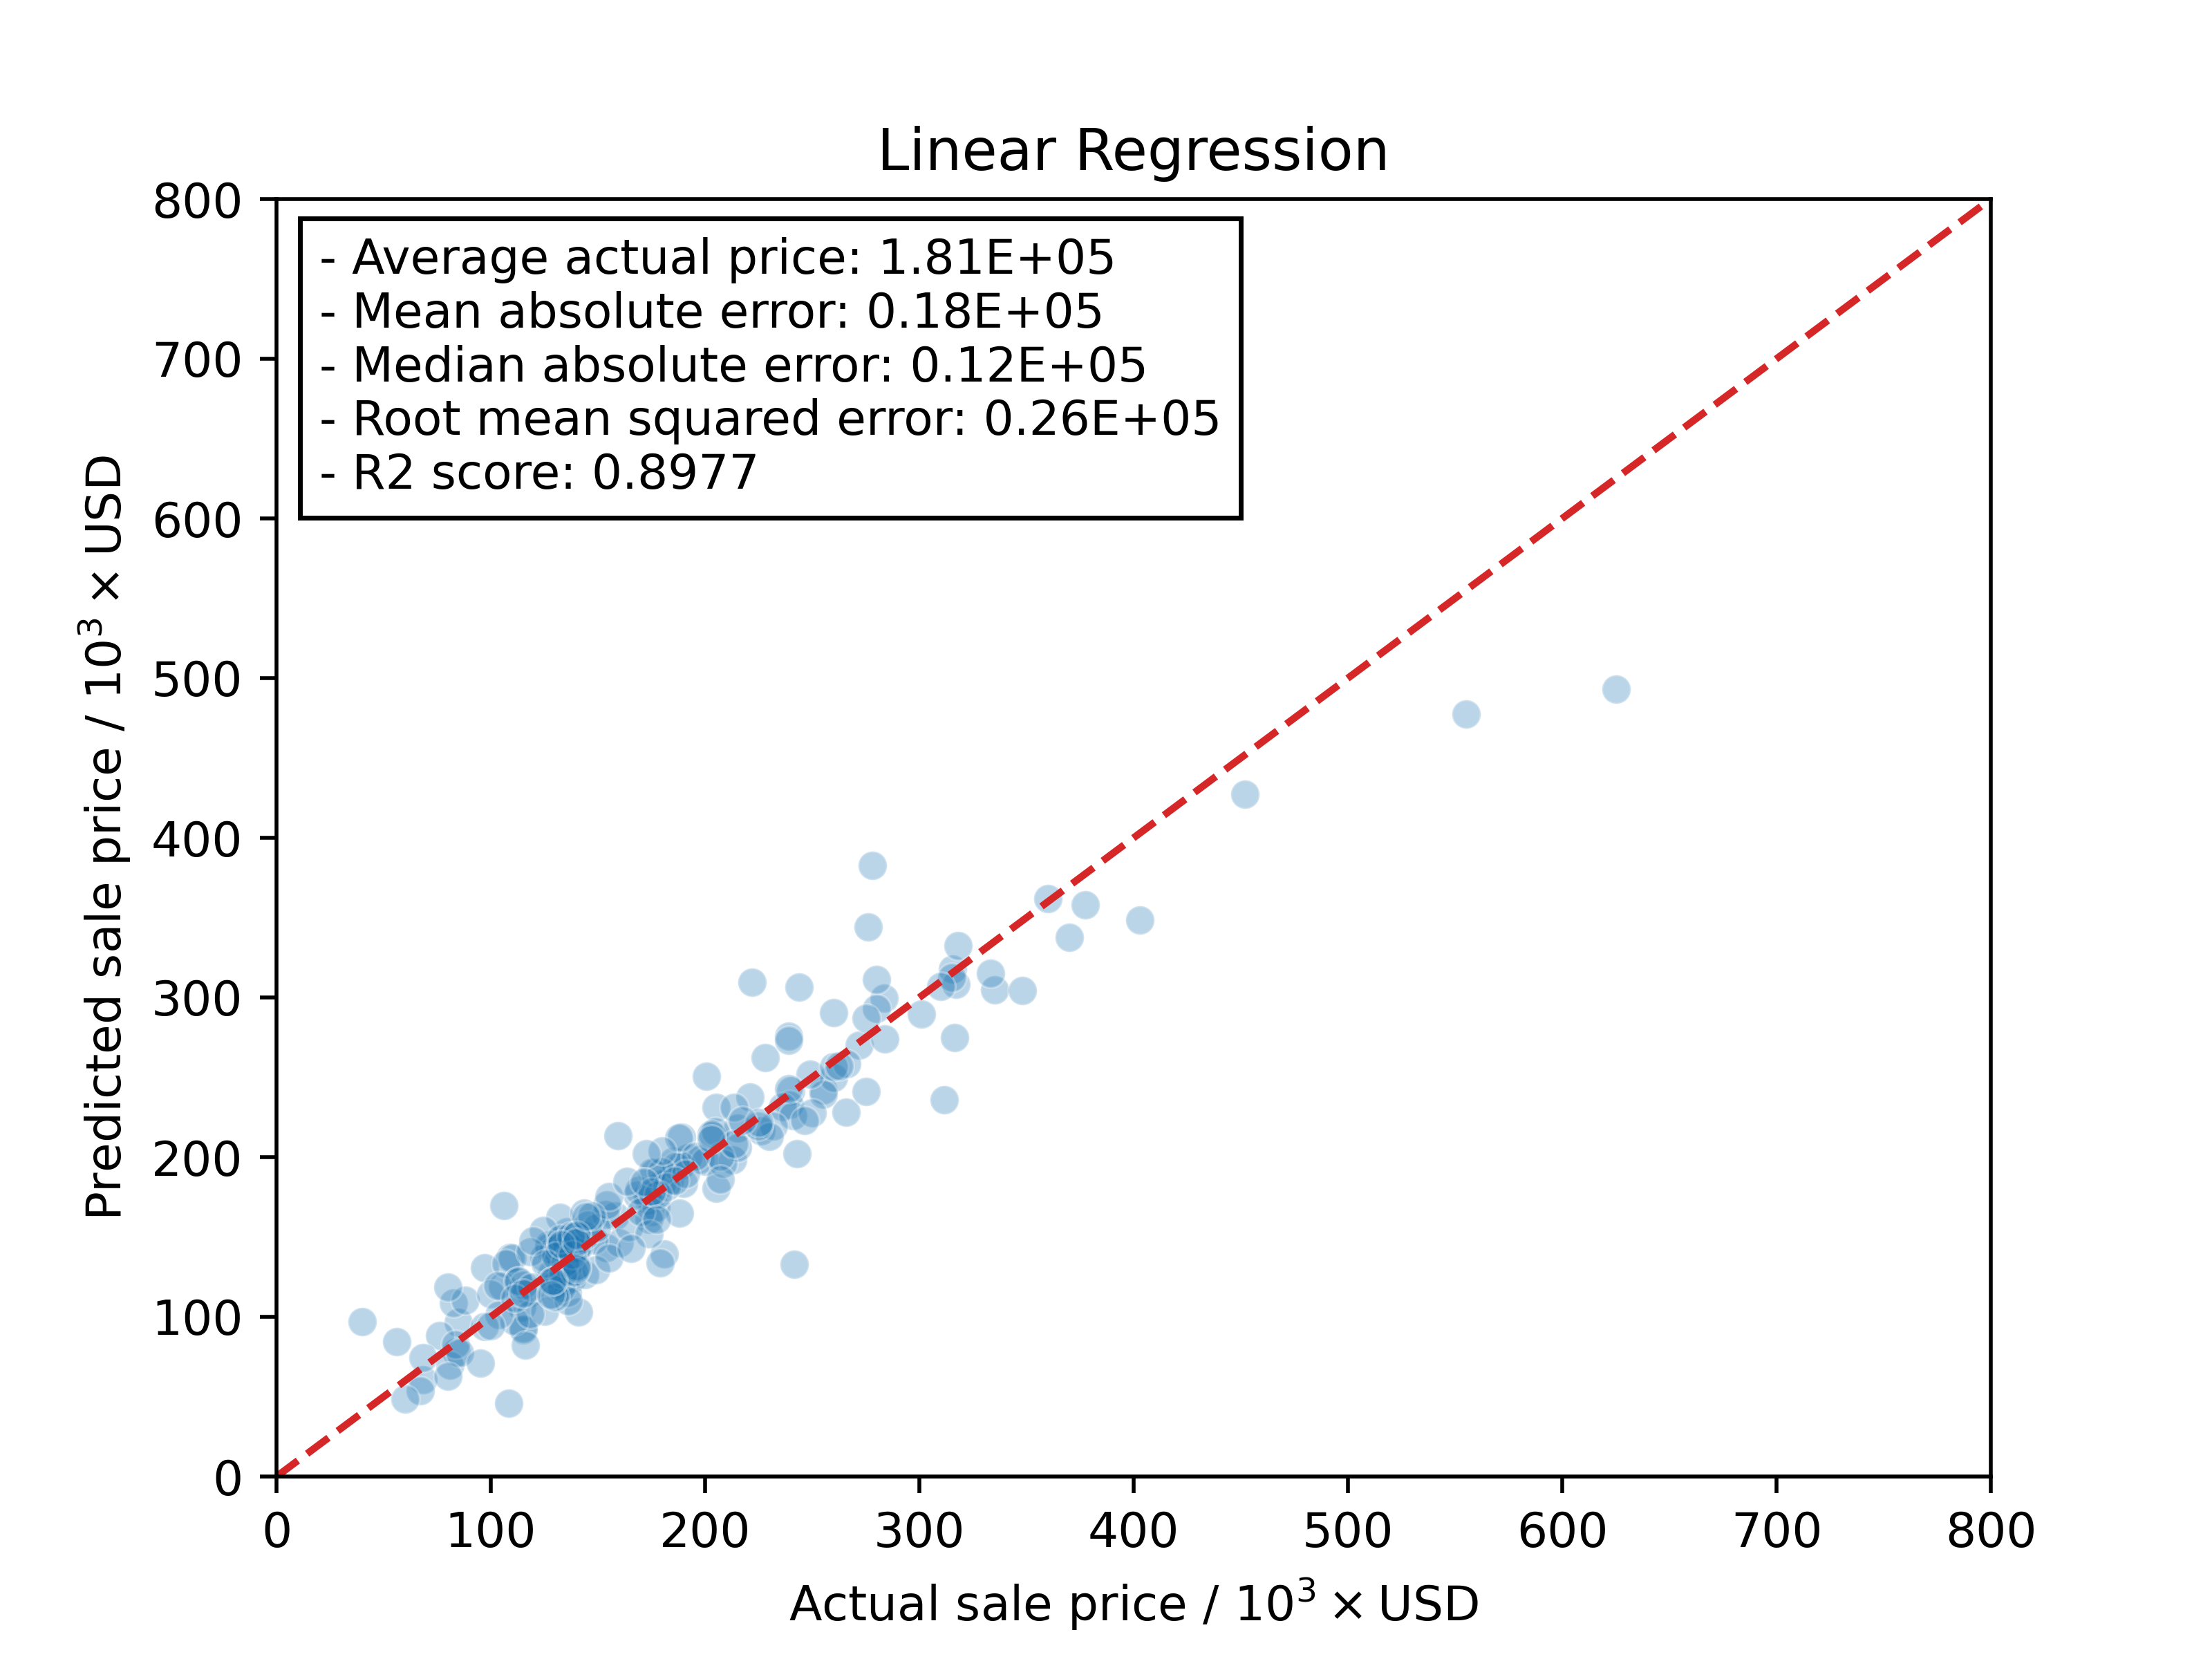 Linear Regression
- Average actual price: 1.81E+05
- Mean absolute error: 0.18E+05
- Median absolute error: 0.12E+05
- Root mean squared error: 0.26E+05
- R2 score: 0.8977
Predicted sale price / 10³ × USD
800
700
600
500
400
300
200
100
0
0 100 200 300 400 500 600 700 800
Actual sale price / 10³ × USD